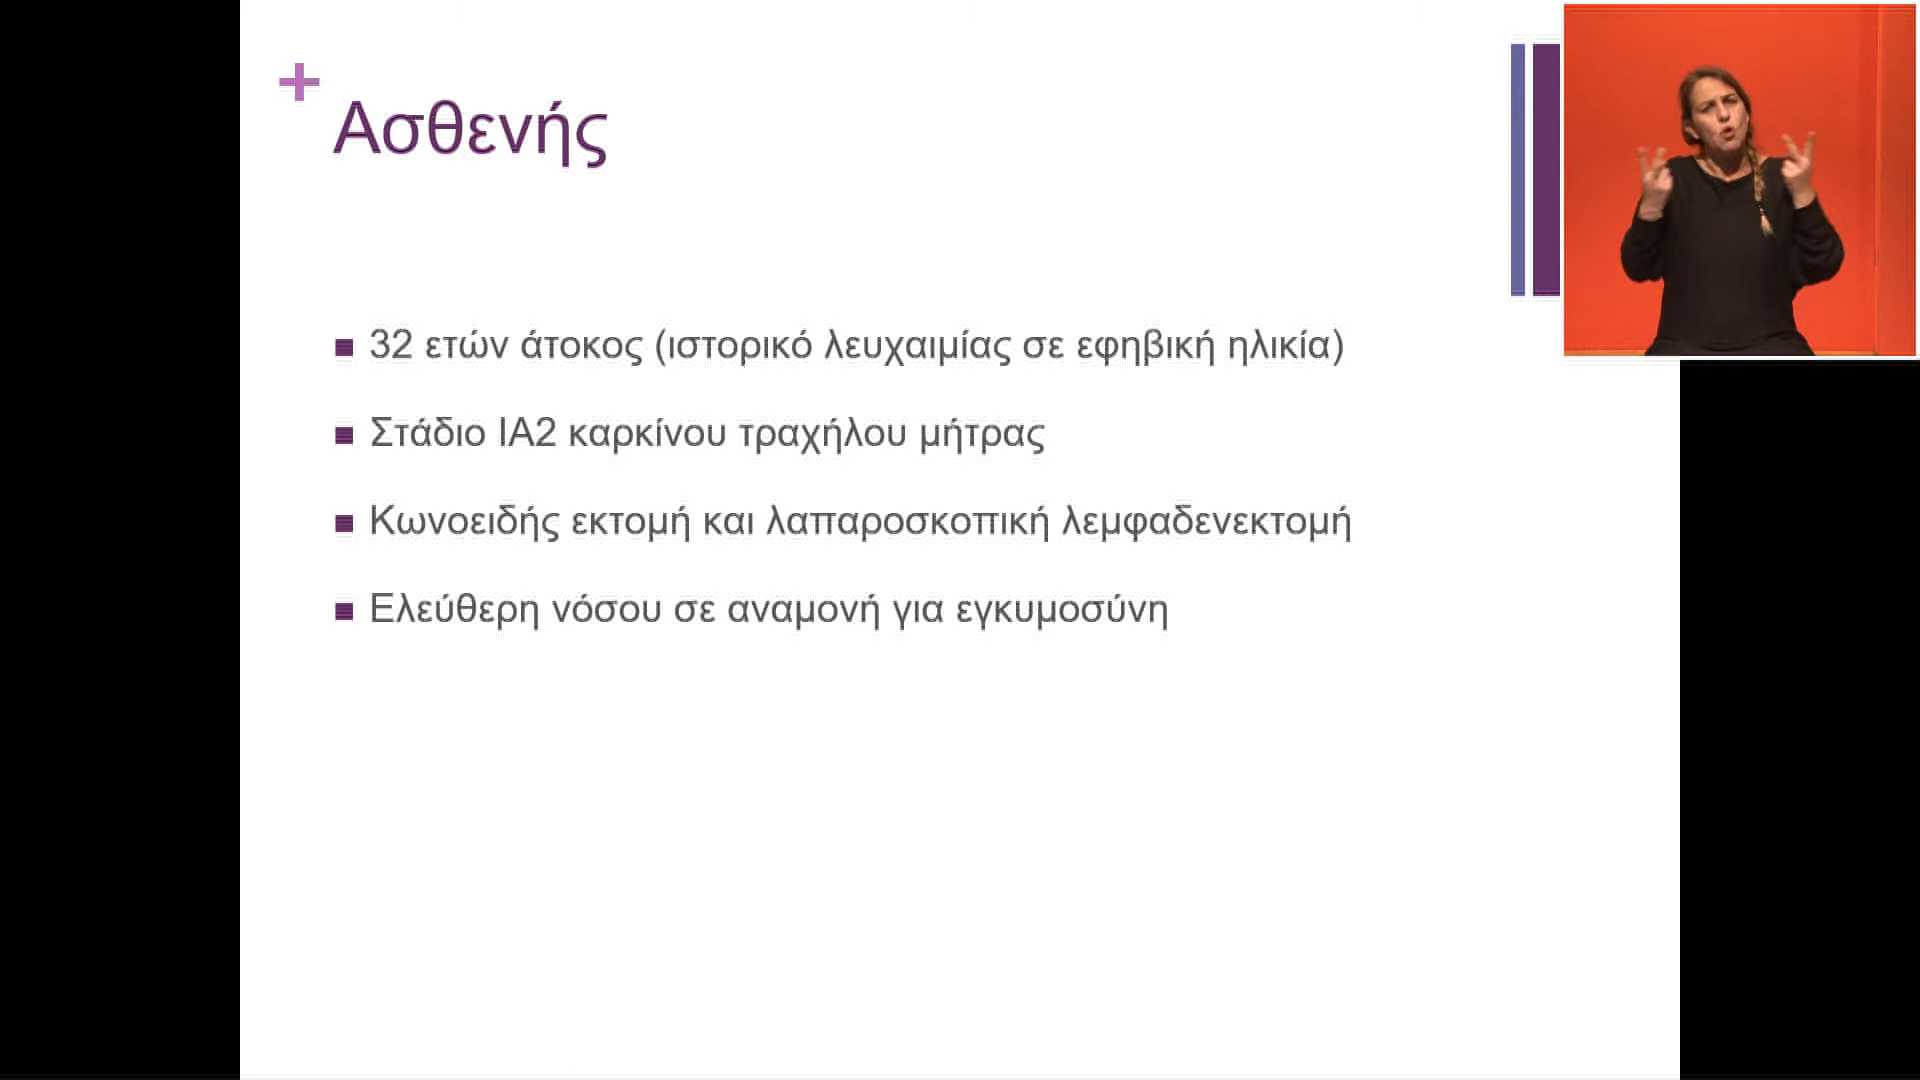 +
Ασθενής
32 ετών άτοκος (ιστορικό λευχαιμίας σε εφηβική ηλικία)
Στάδιο ΙΑ2 καρκίνου τραχήλου μήτρας
Κωνοειδής εκτομή και λαπαροσκοπική λεμφαδενεκτομή
Ελεύθερη νόσου σε αναμονή για εγκυμοσύνη